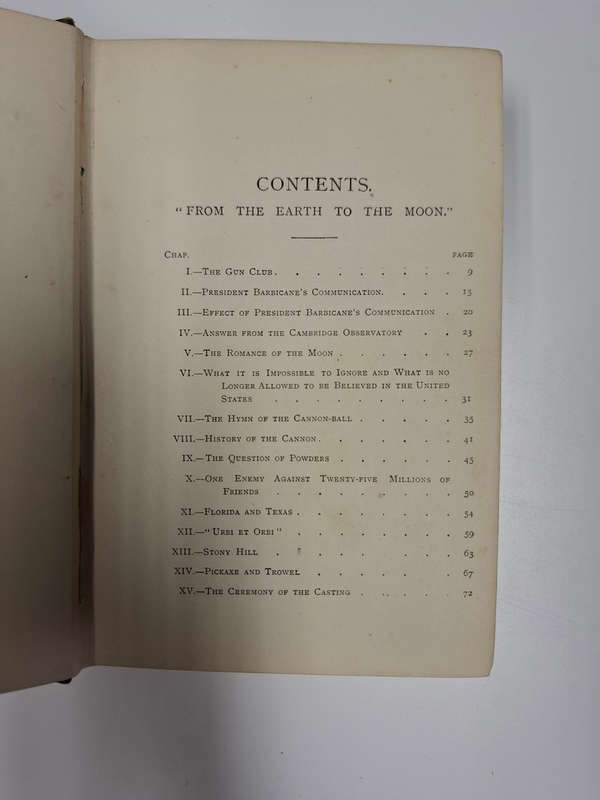 CONTENTS.
"FROM THE EARTH TO THE MOON."
CHAP. PAGE
I.—THE GUN CLUB . . . . . . . . 9
II.—PRESIDENT BARBICANE'S COMMUNICATION. . . . 15
III.—EFFECT OF PRESIDENT BARBICANE'S COMMUNICATION . 20
IV.—ANSWER FROM THE CAMBRIDGE OBSERVATORY . . 23
V.—THE ROMANCE OF THE MOON . . . . . . 27
VI.—WHAT IT IS IMPOSSIBLE TO IGNORE AND WHAT IS NO
LONGER ALLOWED TO BE BELIEVED IN THE UNITED
STATES . . . . . . . . . 31
VII.—THE HYMN OF THE CANNON-BALL . . . . . 35
VIII.—HISTORY OF THE CANNON . . . . . . . 41
IX.—THE QUESTION OF POWDERS . . . . . . 45
X.—ONE ENEMY AGAINST TWENTY-FIVE MILLIONS OF
FRIENDS . . . . . . . . . 50
XI.—FLORIDA AND TEXAS . . . . . . . . 54
XII.—"URBI ET ORBI" . . . . . . . . 59
XIII.—STONY HILL . . . . . . . . 63
XIV.—PICKAXE AND TROWEL . . . . . . . 67
XV.—THE CEREMONY OF THE CASTING . . . . . 72